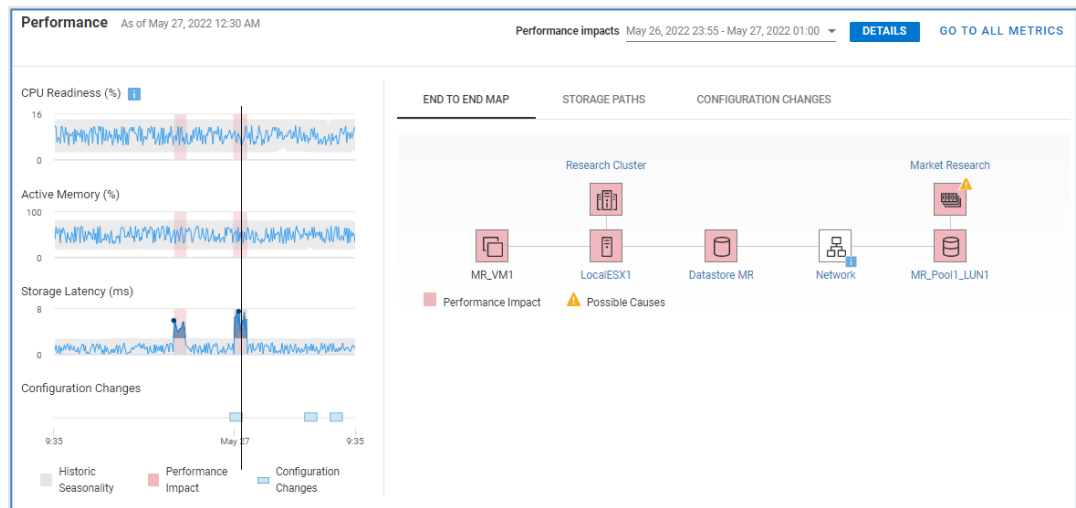 Performance As of May 27, 2022 12:30 AM
Performance impacts May 26, 2022 23:55 - May 27, 2022 01:00 DETAILS GO TO ALL METRICS
CPU Readiness (%) i
16
0
Active Memory (%)
100
0
Storage Latency (ms)
8
0
Configuration Changes
9:35 May 27 9:35
Historic Seasonality
Performance Impact
Configuration Changes
END TO END MAP STORAGE PATHS CONFIGURATION CHANGES
Research Cluster Market Research
MR_VM1 LocalESX1 Datastore MR Network MR_Pool1_LUN1
Performance Impact Possible Causes